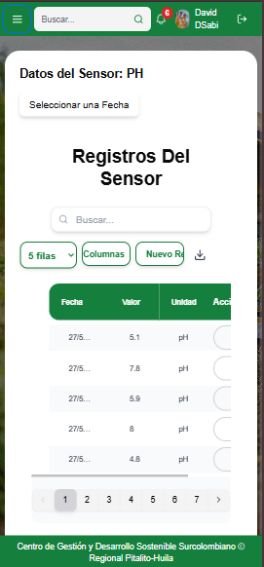 Buscar...
6
David
DSabi
Datos del Sensor: PH
Seleccionar una Fecha
Registros Del
Sensor
Buscar...
5 filas
Columnas
Nuevo Re
Fecha Valor Unidad Acci
27/5... 5.1 pH
27/5... 7.8 pH
27/5... 5.9 pH
27/5... 8 pH
27/5... 4.8 pH
1 2 3 4 5 6 7
Centro de Gestión y Desarrollo Sostenible Surcolombiano ©
Regional Pitalito-Huila